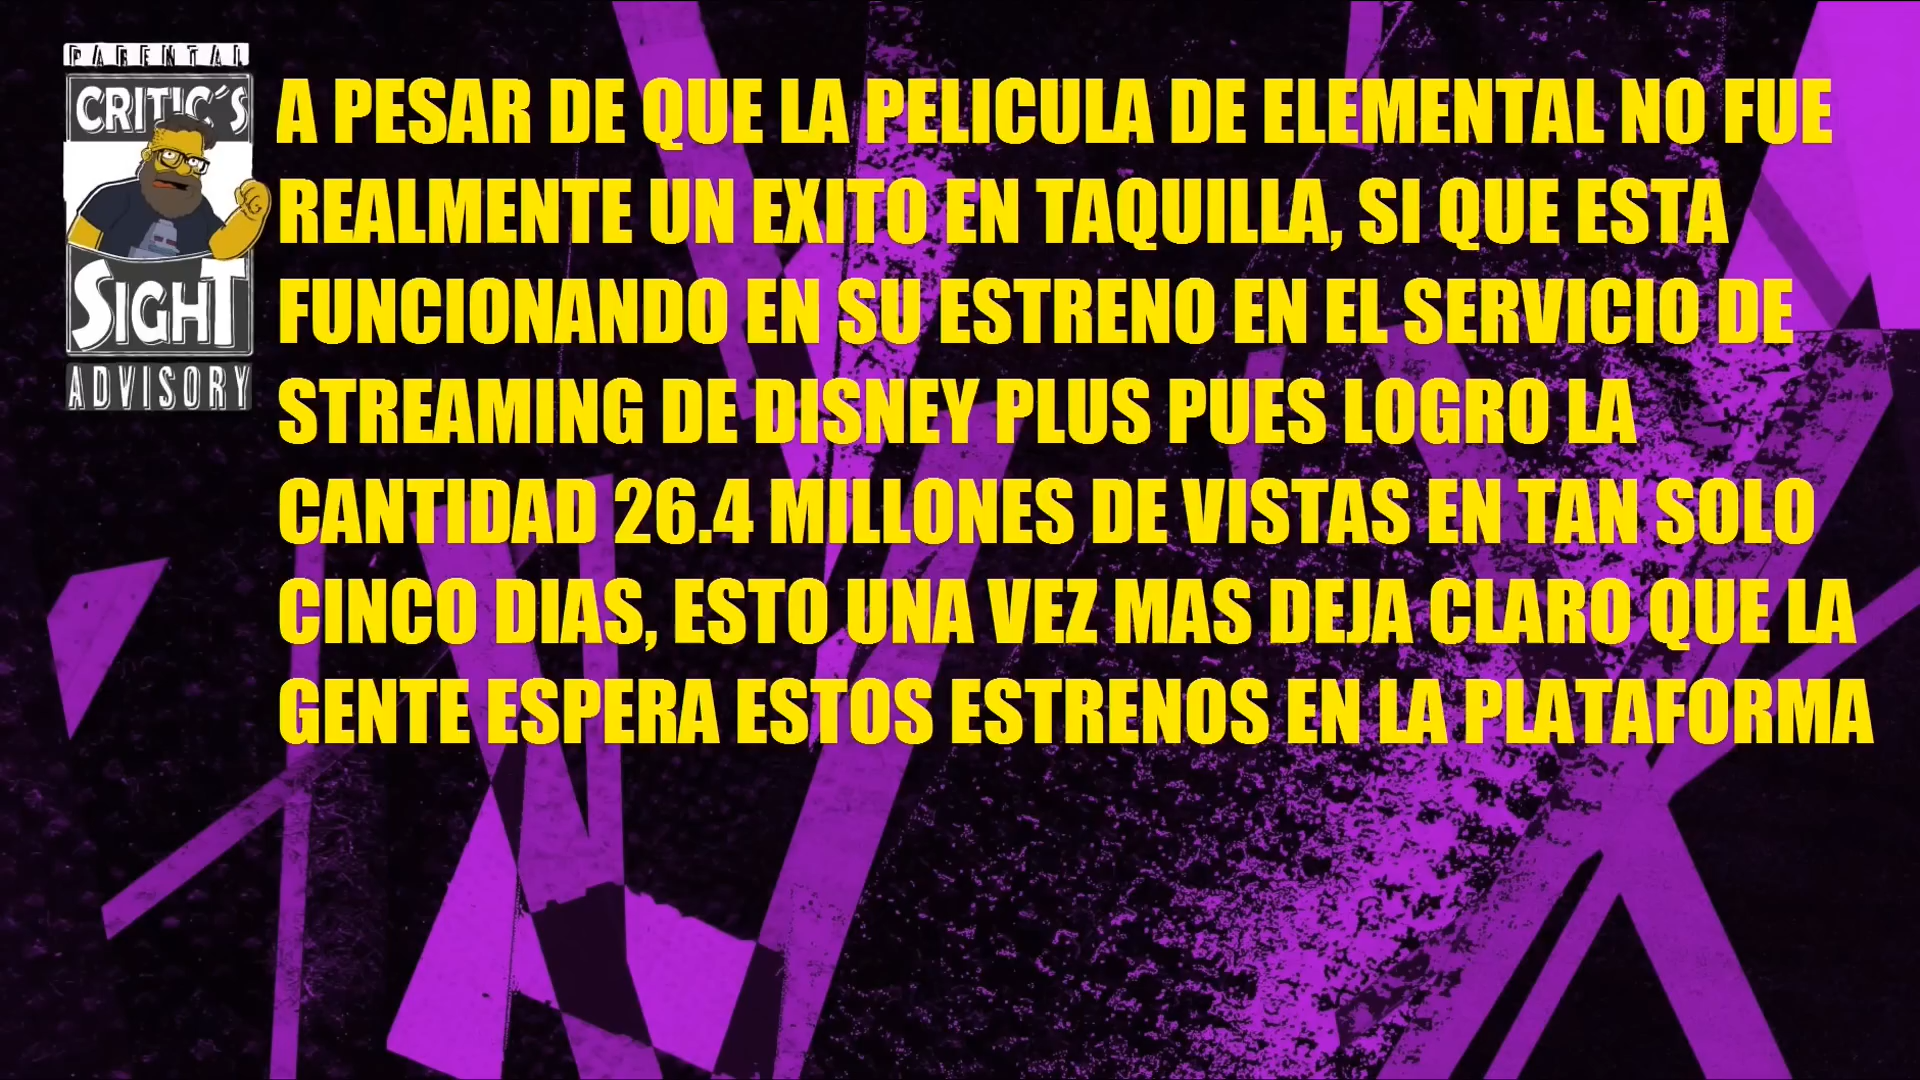 PARENTAL
CRITIC´S
SIGHT
ADVISORY
A PESAR DE QUE LA PELICULA DE ELEMENTAL NO FUE
REALMENTE UN EXITO EN TAQUILLA, SI QUE ESTA
FUNCIONANDO EN SU ESTRENO EN EL SERVICIO DE
STREAMING DE DISNEY PLUS PUES LOGRO LA
CANTIDAD 26.4 MILLONES DE VISTAS EN TAN SOLO
CINCO DIAS, ESTO UNA VEZ MAS DEJA CLARO QUE LA
GENTE ESPERA ESTOS ESTRENOS EN LA PLATAFORMA